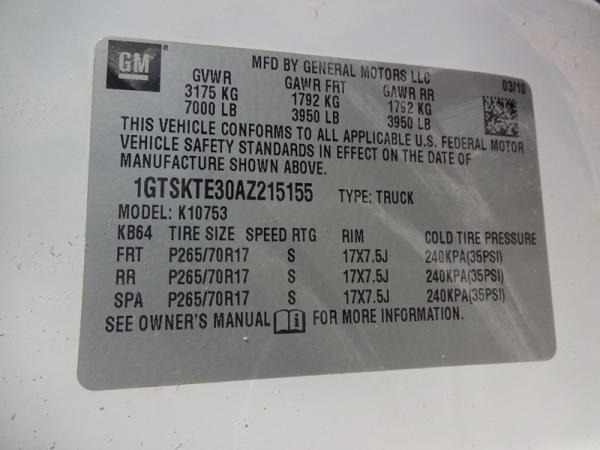 GM ®
MFD BY GENERAL MOTORS LLC
03/10
GVWR GAWR FRT GAWR RR
3175 KG 1792 KG 1792 KG
7000 LB 3950 LB 3950 LB
THIS VEHICLE CONFORMS TO ALL APPLICABLE U.S. FEDERAL MOTOR
VEHICLE SAFETY STANDARDS IN EFFECT ON THE DATE OF
MANUFACTURE SHOWN ABOVE.
1GTSKTE30AZ215155 TYPE: TRUCK
MODEL: K10753
KB64 TIRE SIZE SPEED RTG RIM COLD TIRE PRESSURE
FRT P265/70R17 S 17X7.5J 240KPA(35PSI)
RR P265/70R17 S 17X7.5J 240KPA(35PSI)
SPA P265/70R17 S 17X7.5J 240KPA(35PSI)
SEE OWNER'S MANUAL i FOR MORE INFORMATION.